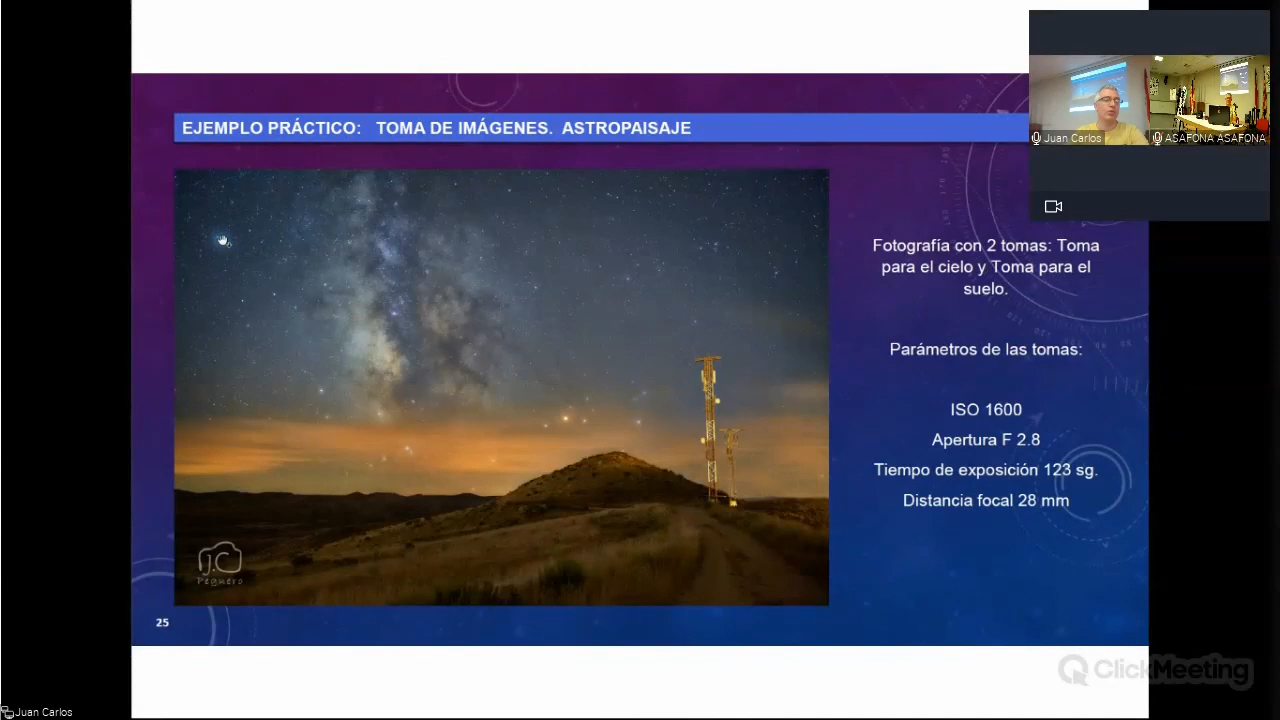 EJEMPLO PRÁCTICO: TOMA DE IMÁGENES. ASTROPAISAJE
Juan Carlos
ASAFONA ASAFONA
Fotografía con 2 tomas: Toma
para el cielo y Toma para el
suelo.
Parámetros de las tomas:
ISO 1600
Apertura F 2.8
Tiempo de exposición 123 sg.
Distancia focal 28 mm
J.C
Peguero
25
ClickMeeting
Juan Carlos